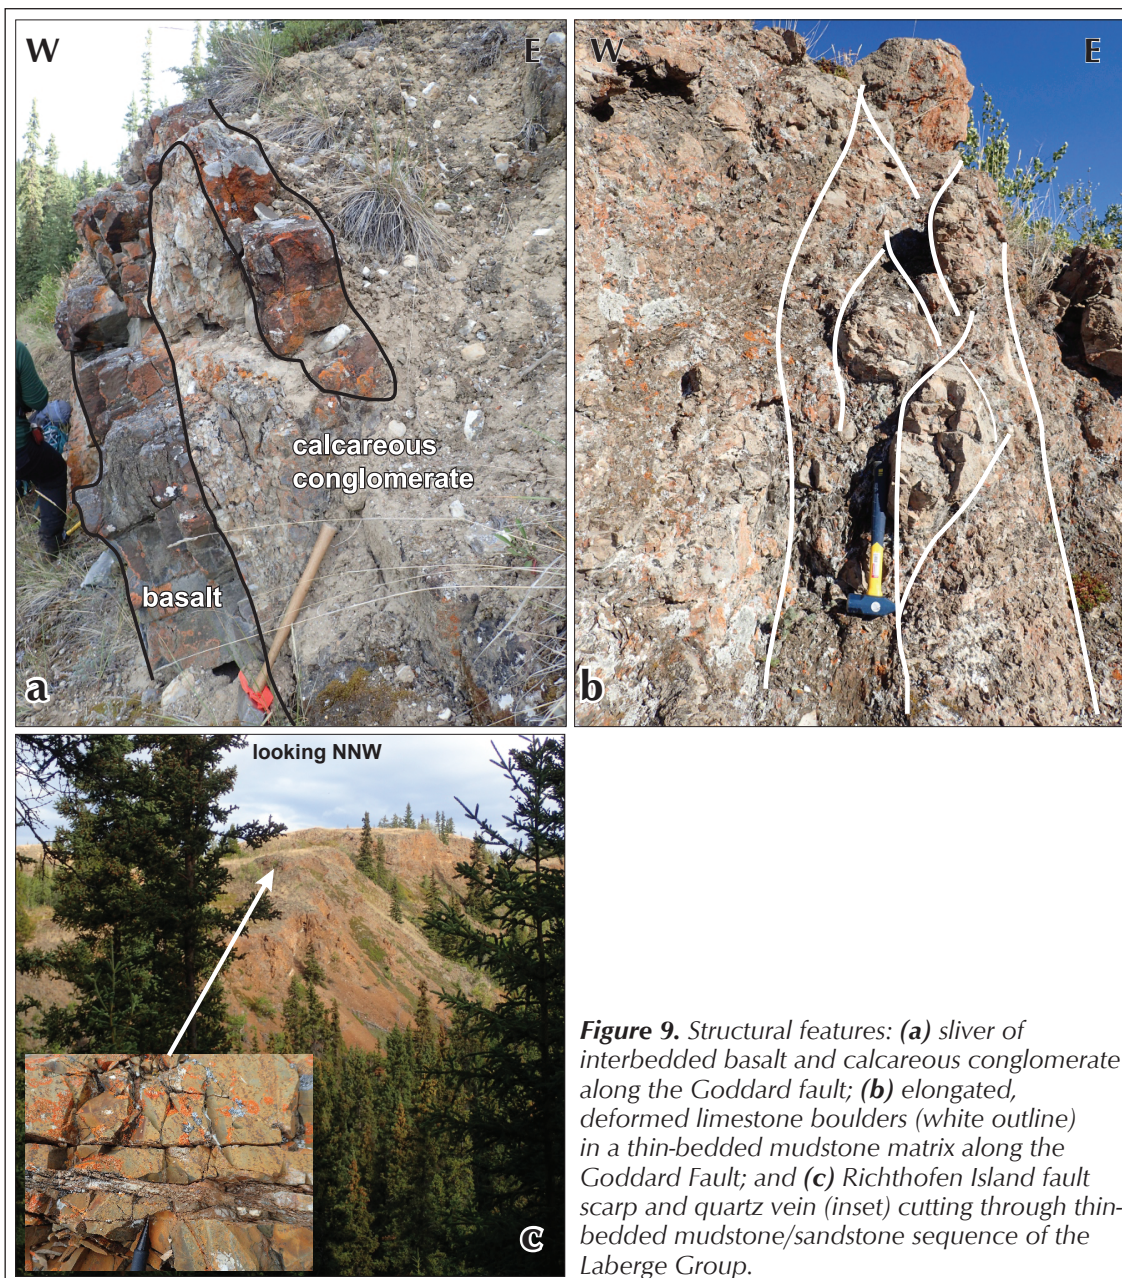 W
E
calcareous
conglomerate
basalt
a
W
E
b
looking NNW
c
Figure 9. Structural features: (a) sliver of
interbedded basalt and calcareous conglomerate
along the Goddard fault; (b) elongated,
deformed limestone boulders (white outline)
in a thin-bedded mudstone matrix along the
Goddard Fault; and (c) Richthofen Island fault
scarp and quartz vein (inset) cutting through thin-
bedded mudstone/sandstone sequence of the
Laberge Group.